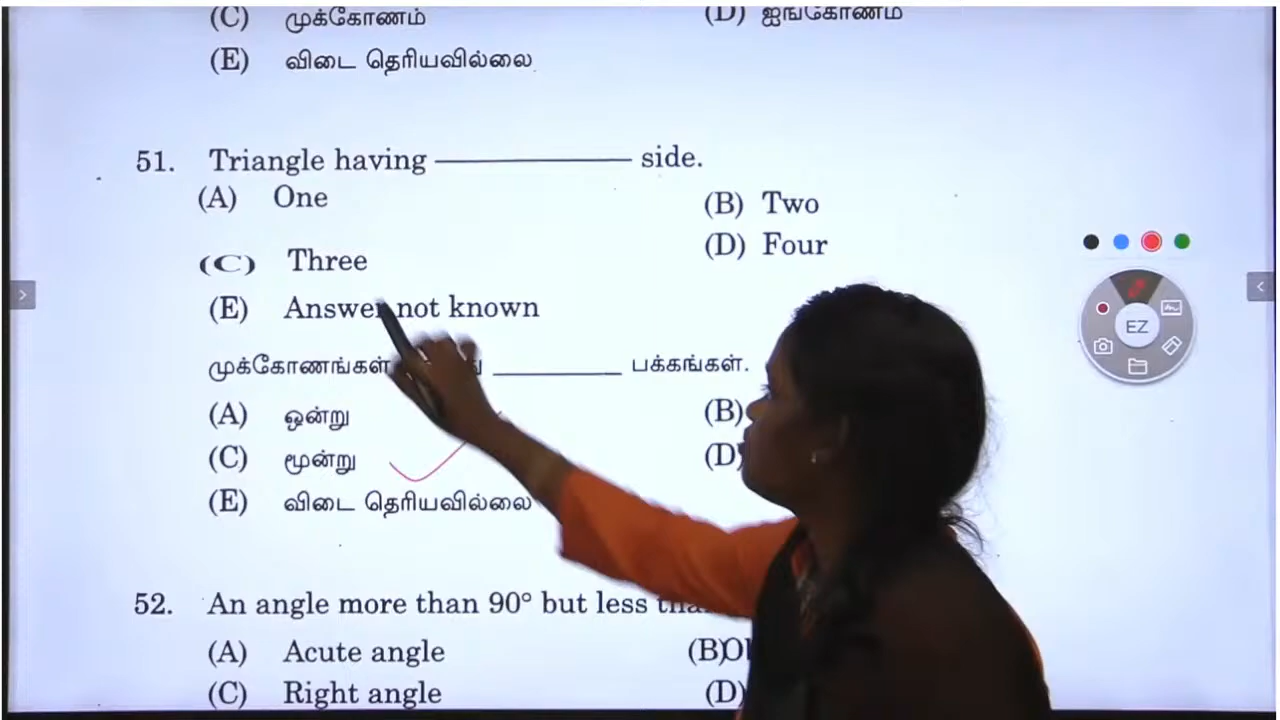 (C) முக்கோணம் (D) ஐங்கோணம்
(E) விடை தெரியவில்லை
51. Triangle having ———— side.
(A) One (B) Two
(C) Three (D) Four
(E) Answer not known
முக்கோணங்கள் ________ பக்கங்கள்.
(A) ஒன்று (B)
(C) மூன்று (D)
(E) விடை தெரியவில்லை
52. An angle more than 90° but less
(A) Acute angle (B)
(C) Right angle (D)
EZ